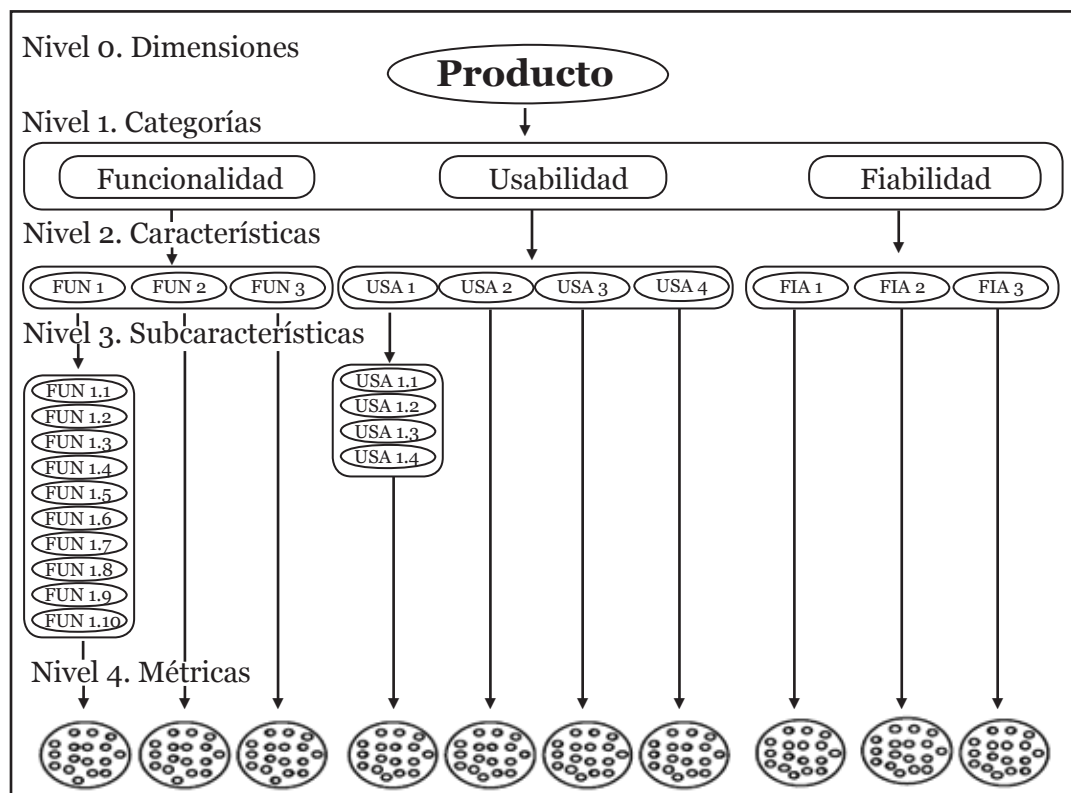 Nivel 0. Dimensiones
Producto
Nivel 1. Categorías
Funcionalidad Usabilidad Fiabilidad
Nivel 2. Características
FUN 1 FUN 2 FUN 3 USA 1 USA 2 USA 3 USA 4 FIA 1 FIA 2 FIA 3
Nivel 3. Subcaracterísticas
FUN 1.1
FUN 1.2
FUN 1.3
FUN 1.4
FUN 1.5
FUN 1.6
FUN 1.7
FUN 1.8
FUN 1.9
FUN 1.10
USA 1.1
USA 1.2
USA 1.3
USA 1.4
Nivel 4. Métricas